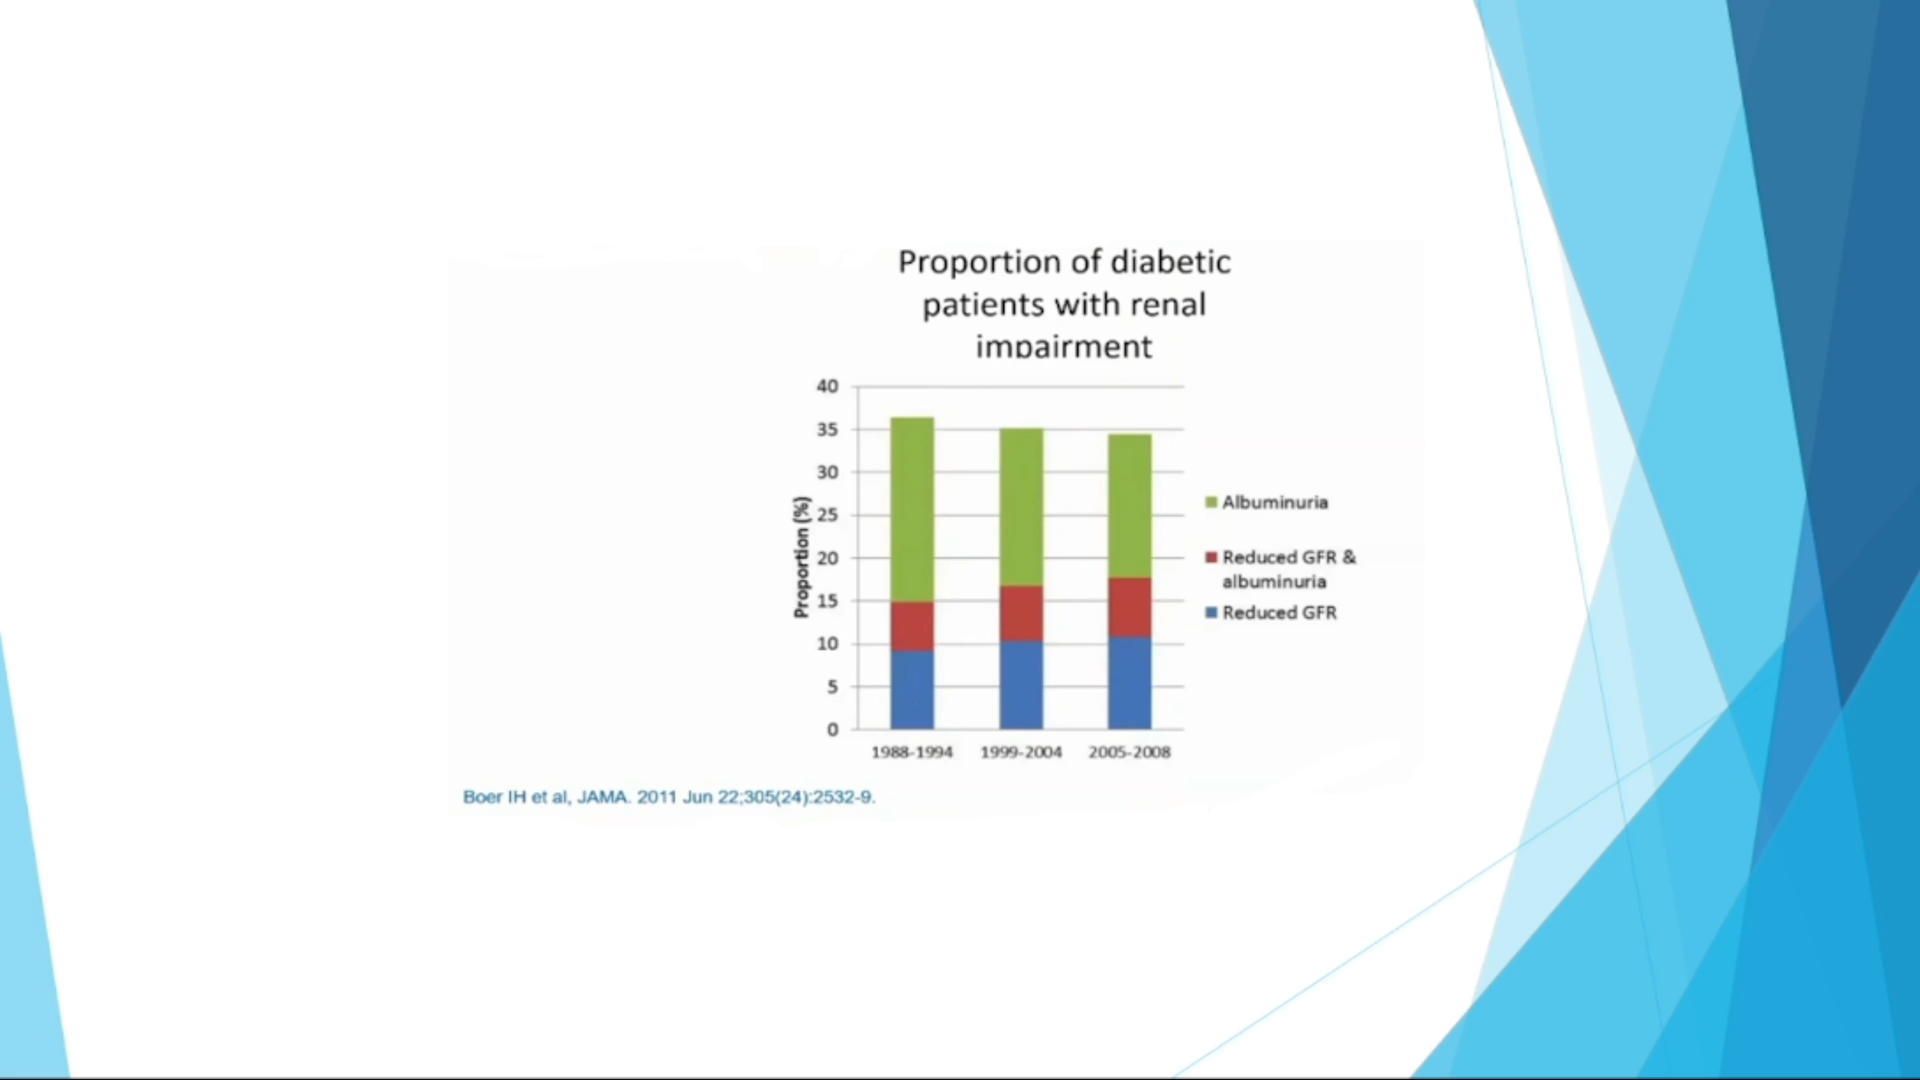 Proportion of diabetic
patients with renal
impairment
40
35
30
25
20
15
10
5
0
Proportion (%)
1988-1994 1999-2004 2005-2008
Albuminuria
Reduced GFR &
albuminuria
Reduced GFR
Boer IH et al, JAMA. 2011 Jun 22;305(24):2532-9.